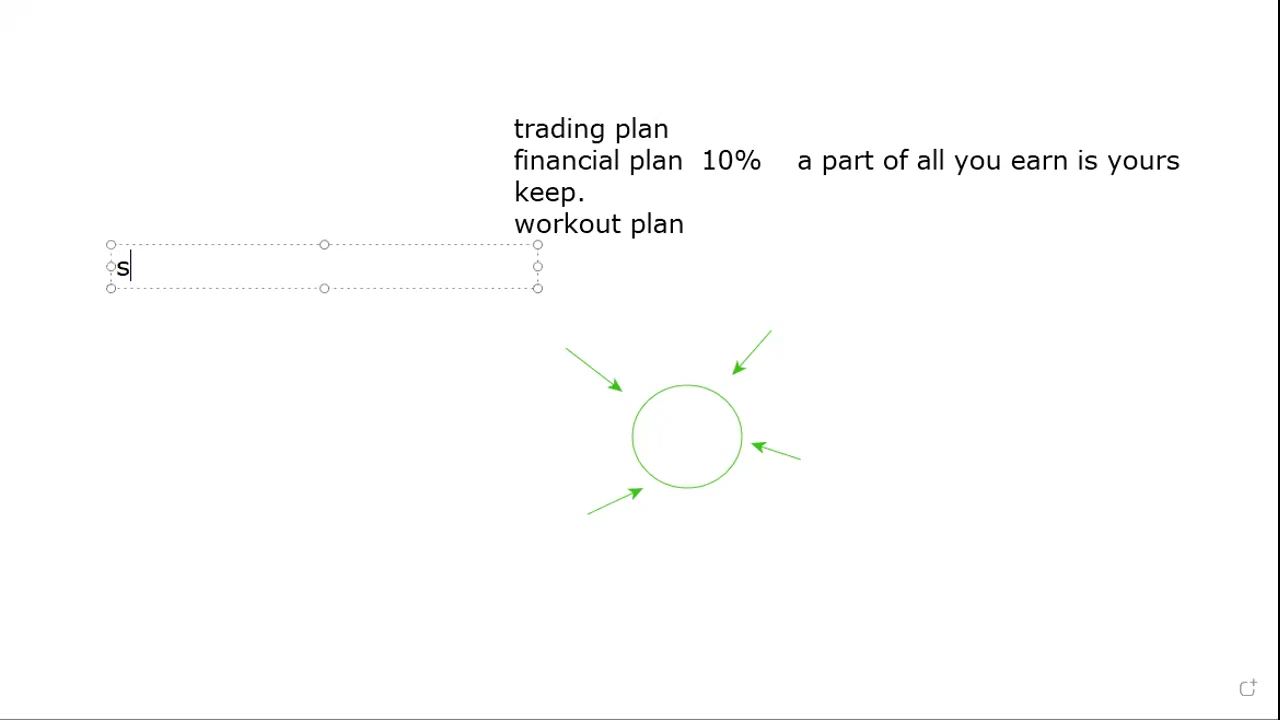 trading plan
financial plan 10% a part of all you earn is yours
keep.
workout plan
s